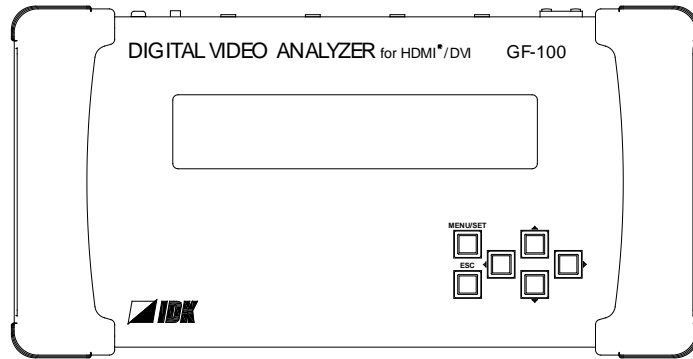 DIGITAL VIDEO ANALYZER for HDMI*/DVI GF-100
MENU/SET
ESC
IDK